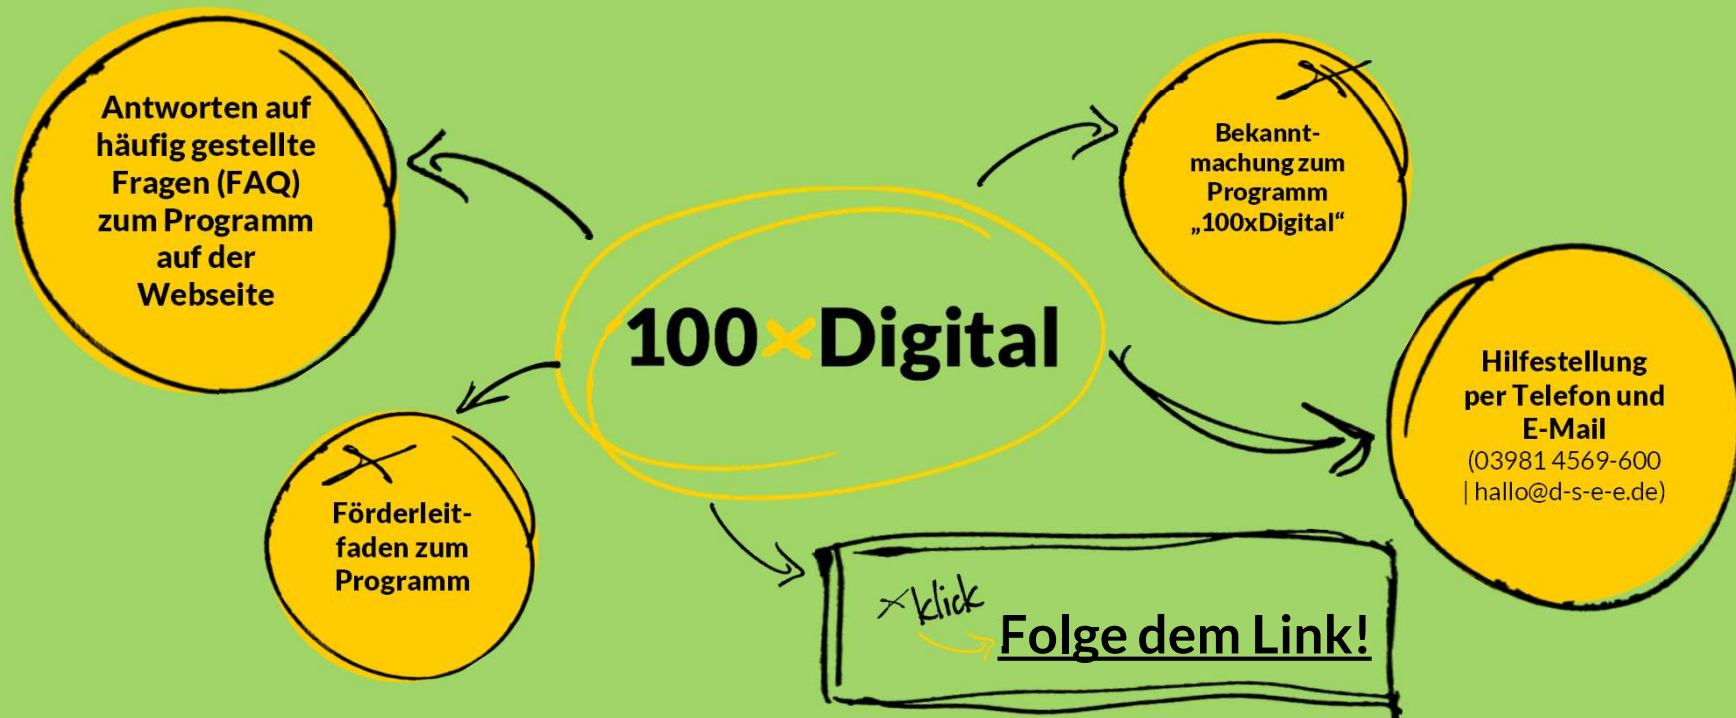 Antworten auf
häufig gestellte
Fragen (FAQ)
zum Programm
auf der
Webseite
Bekannt-
machung zum
Programm
„100xDigital“
100×Digital
Hilfestellung
per Telefon und
E-Mail
(03981 4569-600
| hallo@d-s-e-e.de)
Förderleit-
faden zum
Programm
×klick
Folge dem Link!